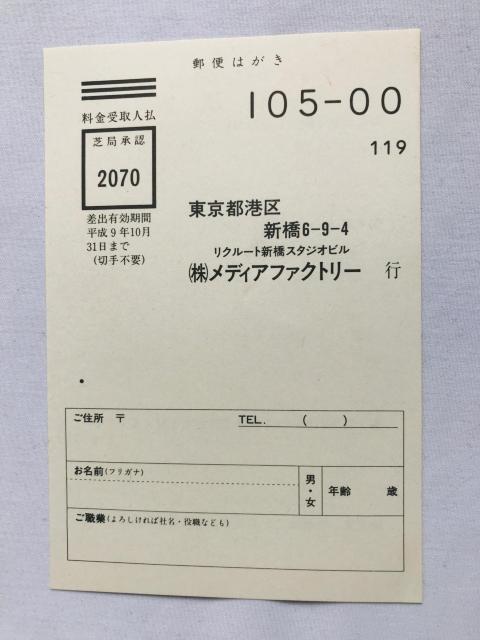 郵便はがき
105-00
119
料金受取人払
芝局承認
2070
差出有効期間
平成9年10月
31日まで
(切手不要)
東京都港区
新橋6-9-4
リクルート新橋スタジオビル
㈱メディアファクトリー 行
ご住所 〒 TEL. ( )
お名前(フリガナ)
男・女
年齢 歳
ご職業(よろしければ社名・役職なども)